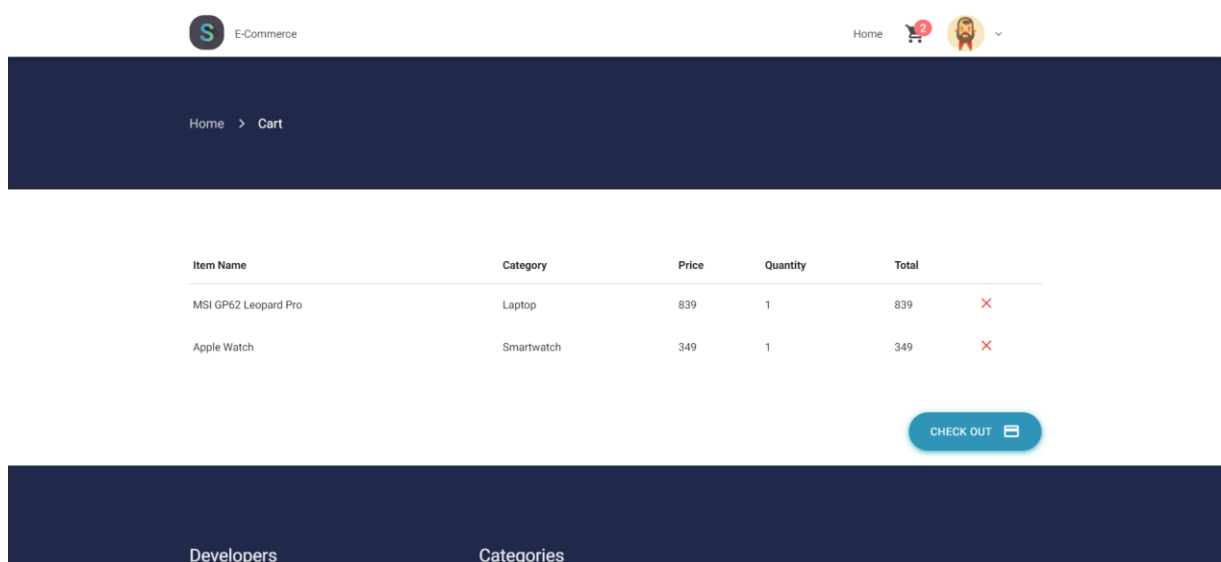 S E-Commerce Home 2
Home > Cart
Item Name Category Price Quantity Total
MSI GP62 Leopard Pro Laptop 839 1 839
Apple Watch Smartwatch 349 1 349
CHECK OUT
Developers Categories